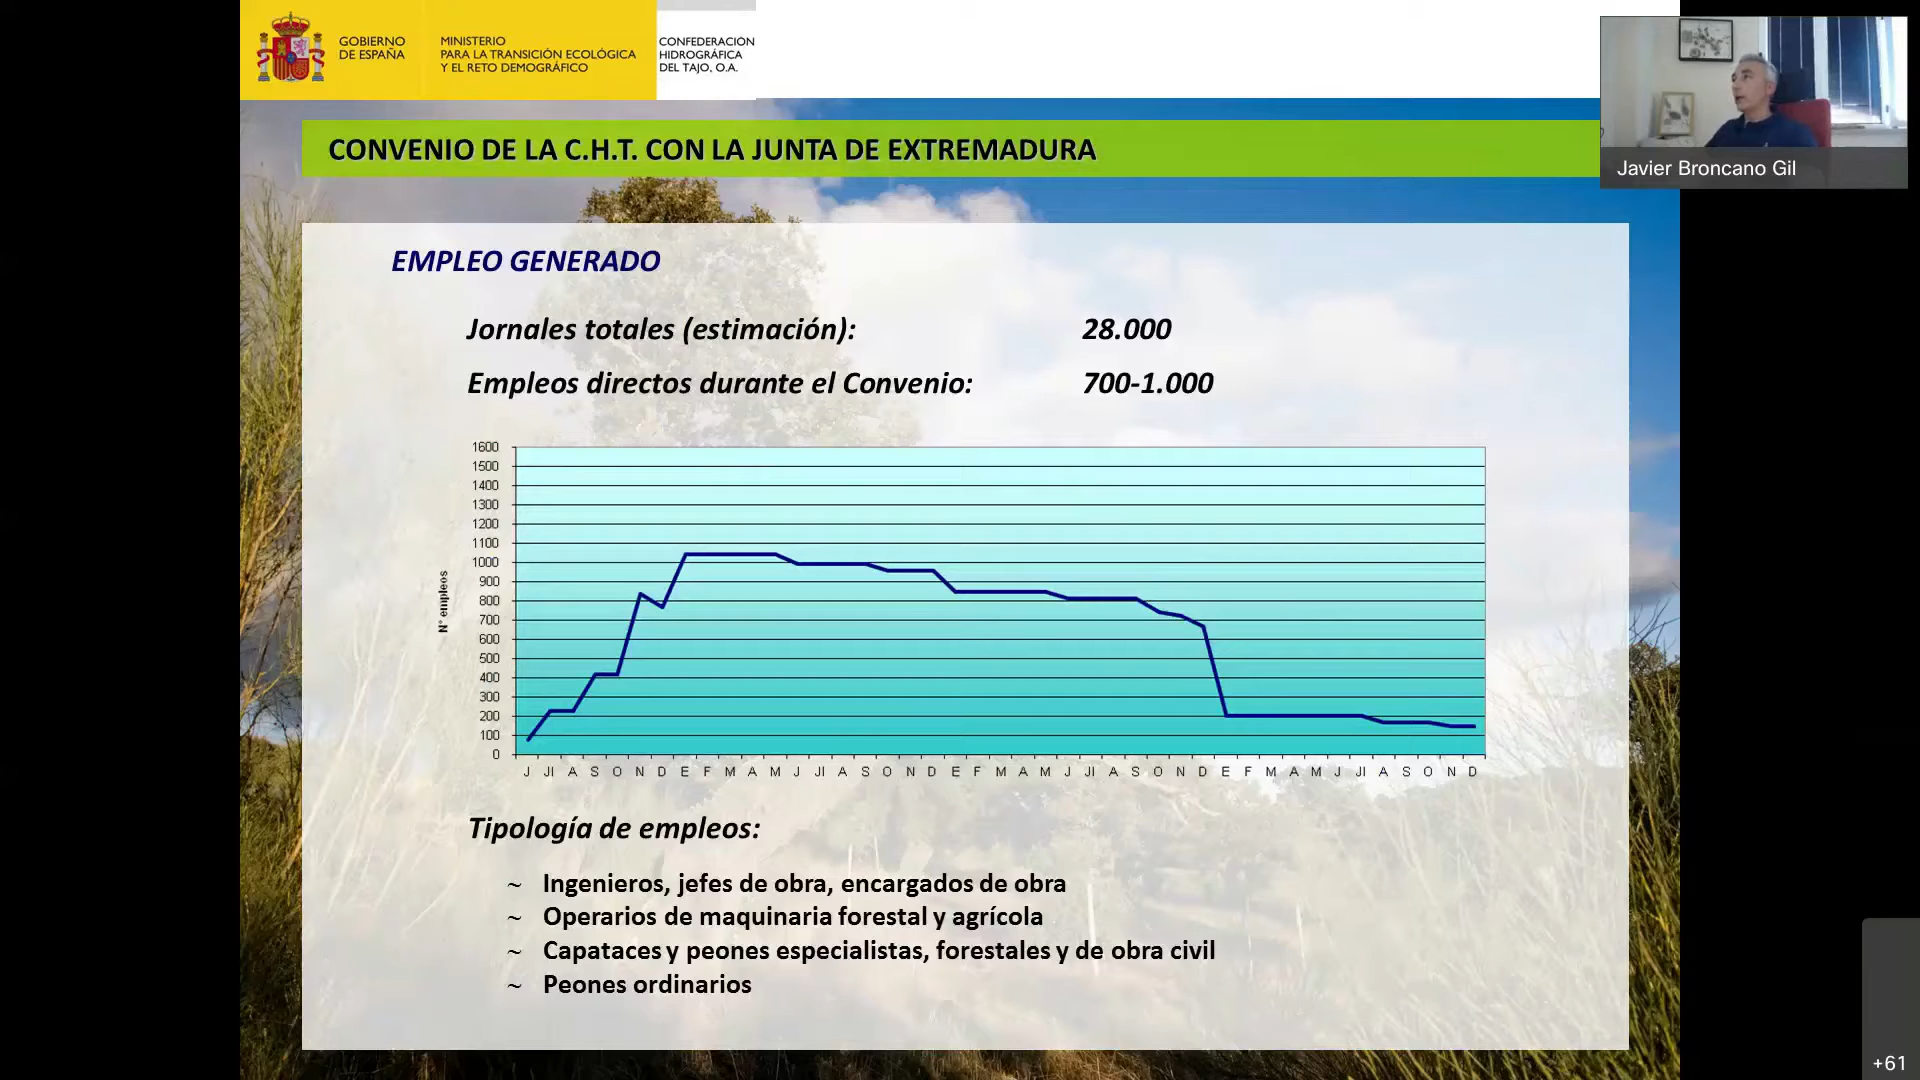 GOBIERNO
DE ESPAÑA
MINISTERIO
PARA LA TRANSICIÓN ECOLÓGICA
Y EL RETO DEMOGRÁFICO
CONFEDERACIÓN
HIDROGRÁFICA
DEL TAJO, O.A.
Javier Broncano Gil
CONVENIO DE LA C.H.T. CON LA JUNTA DE EXTREMADURA
EMPLEO GENERADO
Jornales totales (estimación): 28.000
Empleos directos durante el Convenio: 700-1.000
1600
1500
1400
1300
1200
1100
1000
900
800
700
600
500
400
300
200
100
0
Nº empleos
J Jl A S O N D E F M A M J Jl A S O N D E F M A M J Jl A S O N D E F M A M J Jl A S O N D
Tipología de empleos:
~ Ingenieros, jefes de obra, encargados de obra
~ Operarios de maquinaria forestal y agrícola
~ Capataces y peones especialistas, forestales y de obra civil
~ Peones ordinarios
+61